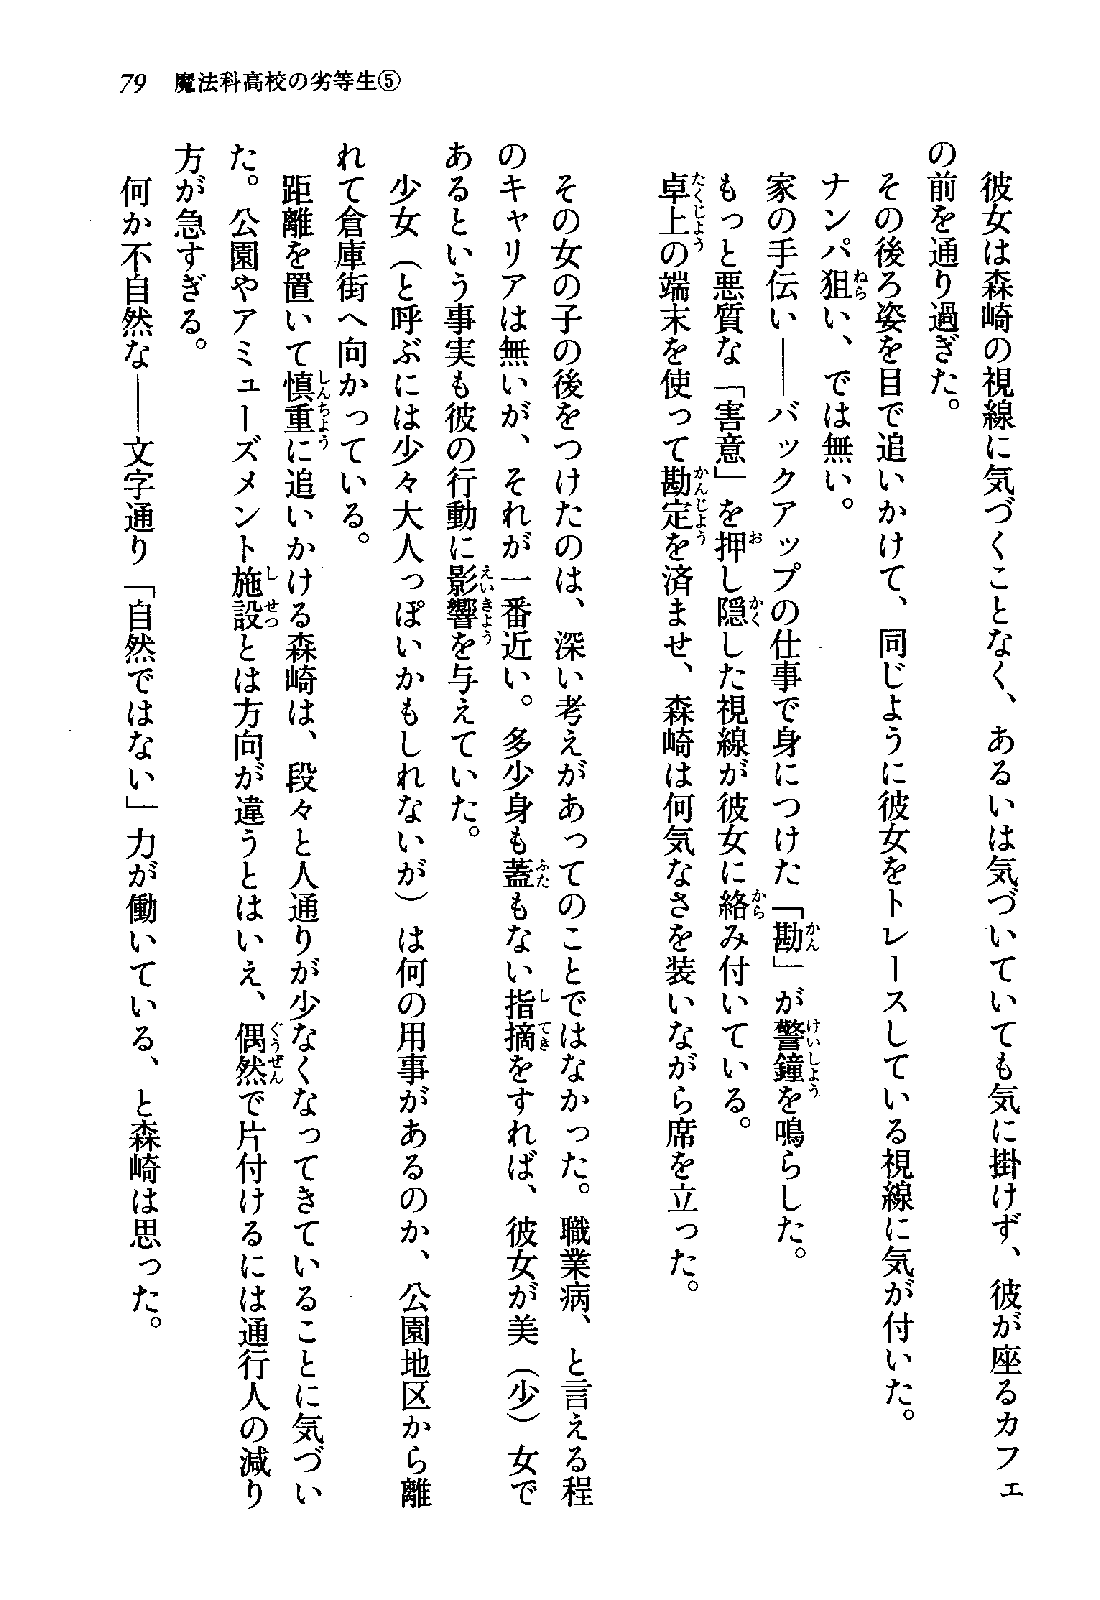 79 魔法科高校の劣等生⑤
彼女は森崎の視線に気づくことなく、あるいは気づいていても気に掛けず、彼が座るカフェ
の前を通り過ぎた。
その後ろ姿を目で追いかけて、同じように彼女をトレースしている視線に気が付いた。
ナンパ狙い、では無い。
家の手伝い――バックアップの仕事で身につけた「勘」が警鐘を鳴らした。
もっと悪質な「害意」を押し隠した視線が彼女に絡み付いている。
卓上の端末を使って勘定を済ませ、森崎は何気なさを装いながら席を立った。
その女の子の後をつけたのは、深い考えがあってのことではなかった。職業病、と言える程
のキャリアは無いが、それが一番近い。多少身も蓋もない指摘をすれば、彼女が美（少）女で
あるという事実も彼の行動に影響を与えていた。
少女（と呼ぶには少々大人っぽいかもしれないが）は何の用事があるのか、公園地区から離
れて倉庫街へ向かっている。
距離を置いて慎重に追いかける森崎は、段々と人通りが少なくなってきていることに気づい
た。公園やアミューズメント施設とは方向が違うとはいえ、偶然で片付けるには通行人の減り
方が急すぎる。
何か不自然な――文字通り「自然ではない」力が働いている、と森崎は思った。